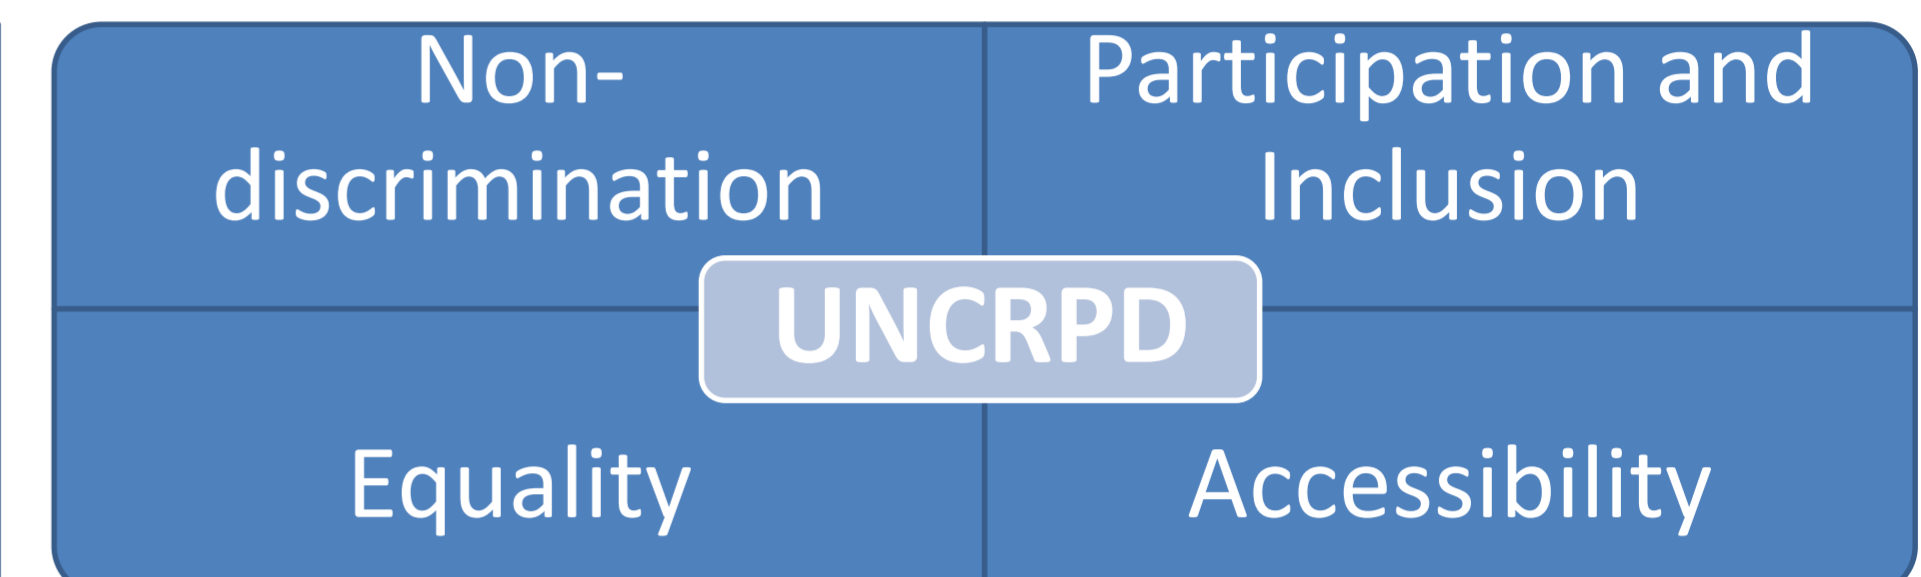 Non-
discrimination
Participation and
Inclusion
UNCRPD
Equality
Accessibility